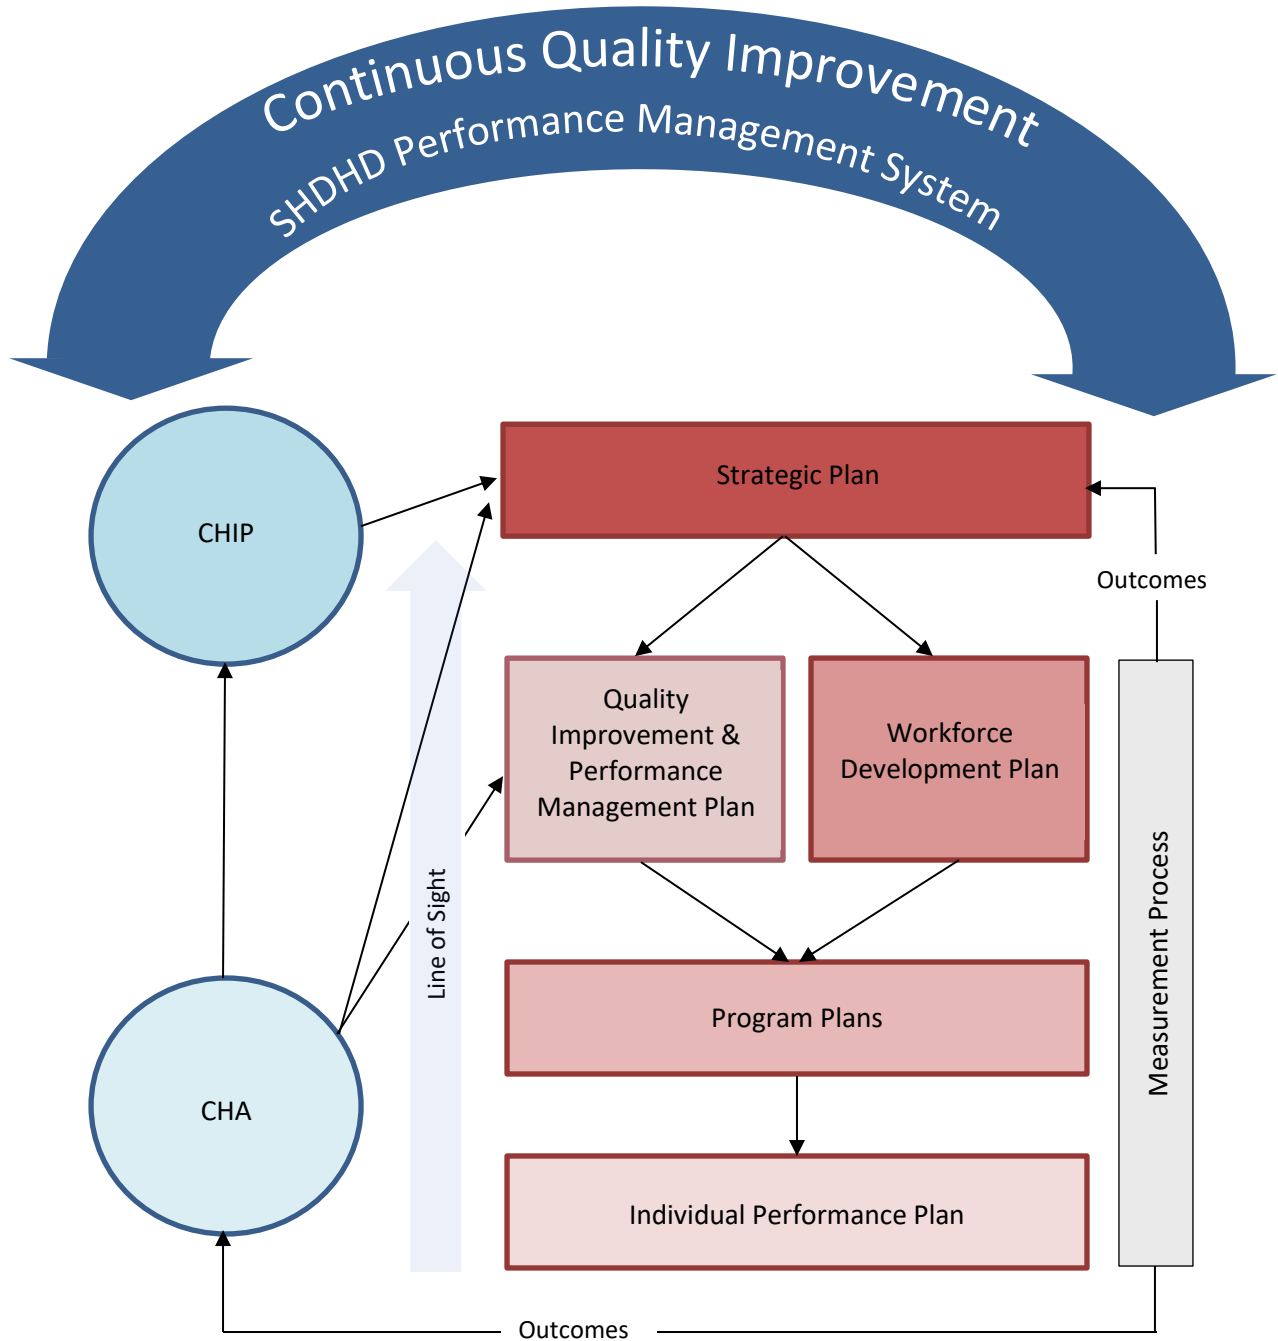 Continuous Quality Improvement
SHDHD Performance Management System
CHIP
Strategic Plan
Outcomes
Quality
Improvement &
Performance
Management Plan
Workforce
Development Plan
Line of Sight
Measurement Process
Program Plans
CHA
Individual Performance Plan
Outcomes